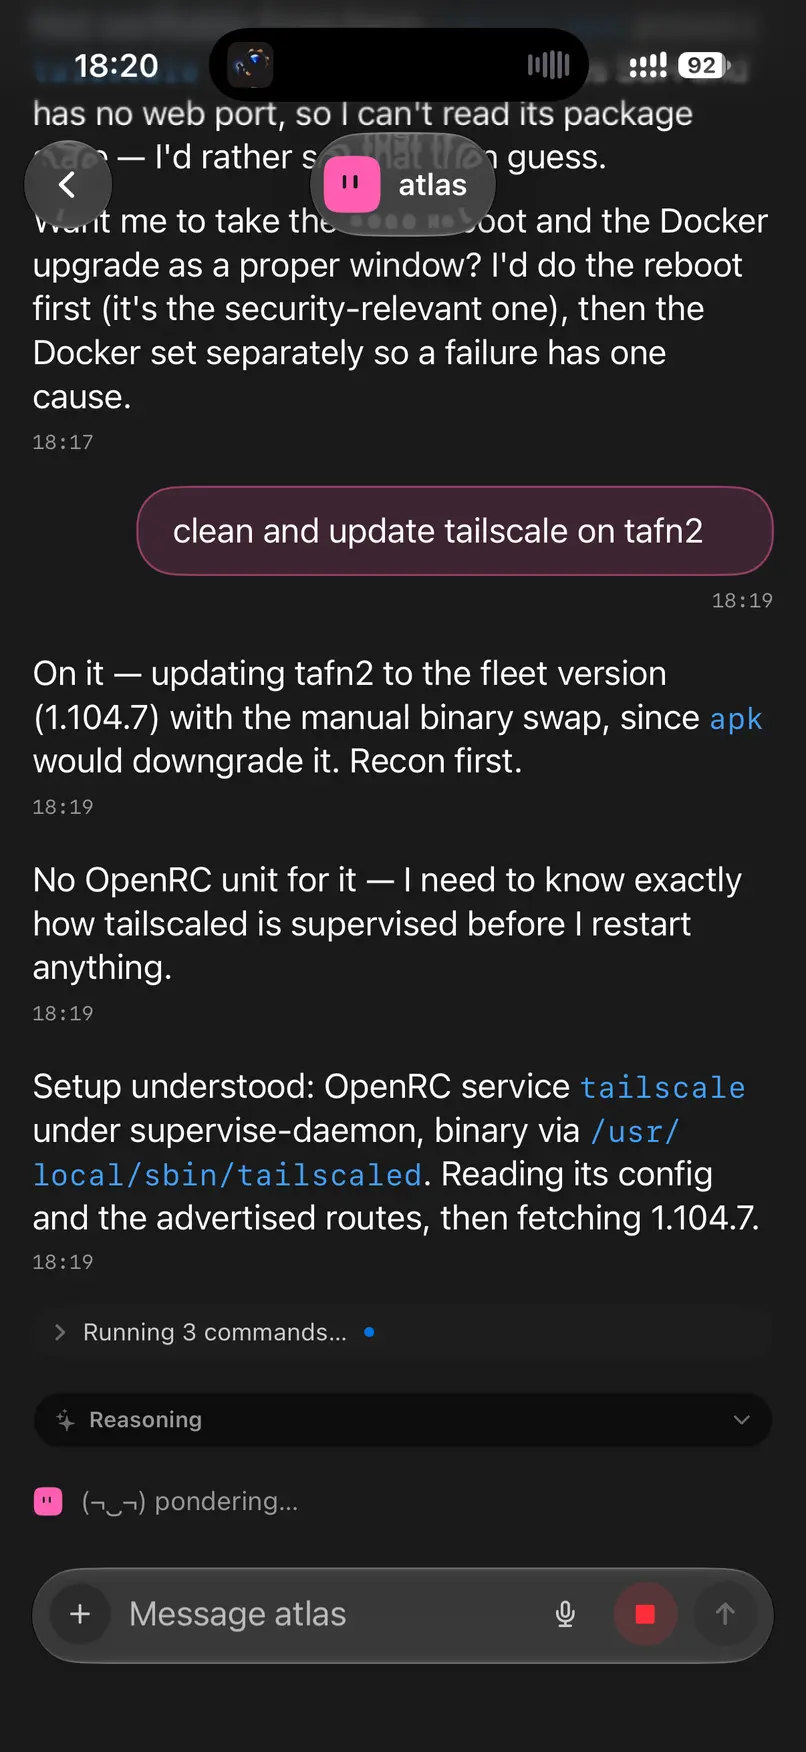 18:20
92
has no web port, so I can't read its package
— I'd rather guess.
atlas
Want me to take the and the Docker
upgrade as a proper window? I'd do the reboot
first (it's the security-relevant one), then the
Docker set separately so a failure has one
cause.
18:17
clean and update tailscale on tafn2
18:19
On it — updating tafn2 to the fleet version
(1.104.7) with the manual binary swap, since apk
would downgrade it. Recon first.
18:19
No OpenRC unit for it — I need to know exactly
how tailscaled is supervised before I restart
anything.
18:19
Setup understood: OpenRC service tailscale
under supervise-daemon, binary via /usr/
local/sbin/tailscaled. Reading its config
and the advertised routes, then fetching 1.104.7.
18:19
Running 3 commands...
Reasoning
(¬‿¬) pondering...
Message atlas